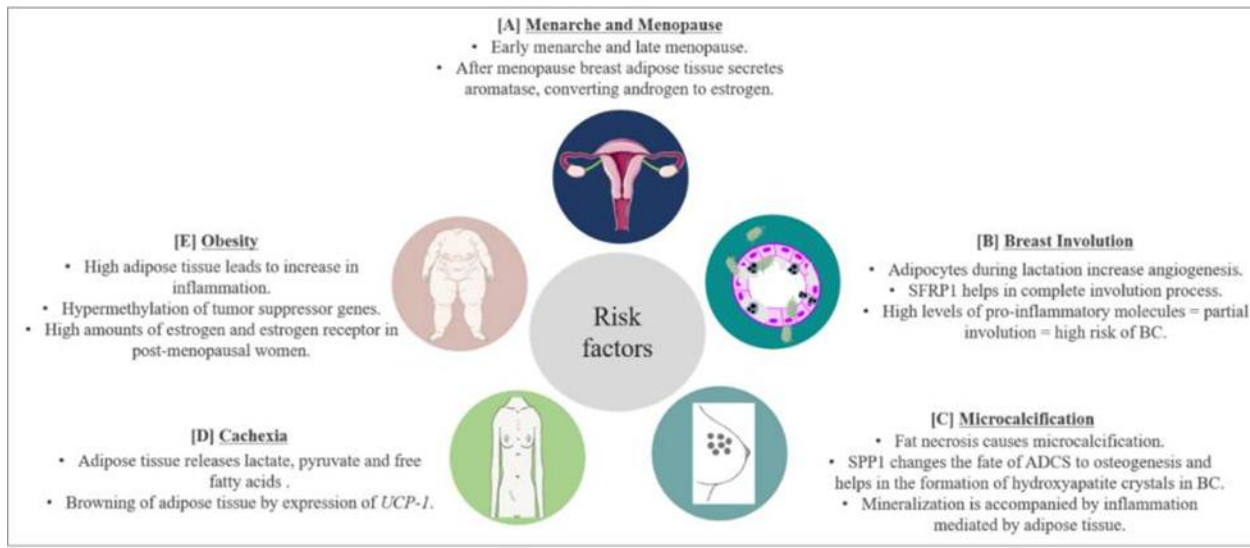 [A] Menarche and Menopause
• Early menarche and late menopause.
• After menopause breast adipose tissue secretes
aromatase, converting androgen to estrogen.
[E] Obesity
• High adipose tissue leads to increase in
inflammation.
• Hypermethylation of tumor suppressor genes.
• High amounts of estrogen and estrogen receptor in
post-menopausal women.
[B] Breast Involution
• Adipocytes during lactation increase angiogenesis.
• SFRP1 helps in complete involution process.
• High levels of pro-inflammatory molecules = partial
involution = high risk of BC.
Risk
factors
[D] Cachexia
• Adipose tissue releases lactate, pyruvate and free
fatty acids .
• Browning of adipose tissue by expression of UCP-1.
[C] Microcalcification
• Fat necrosis causes microcalcification.
• SPP1 changes the fate of ADCS to osteogenesis and
helps in the formation of hydroxyapatite crystals in BC.
• Mineralization is accompanied by inflammation
mediated by adipose tissue.